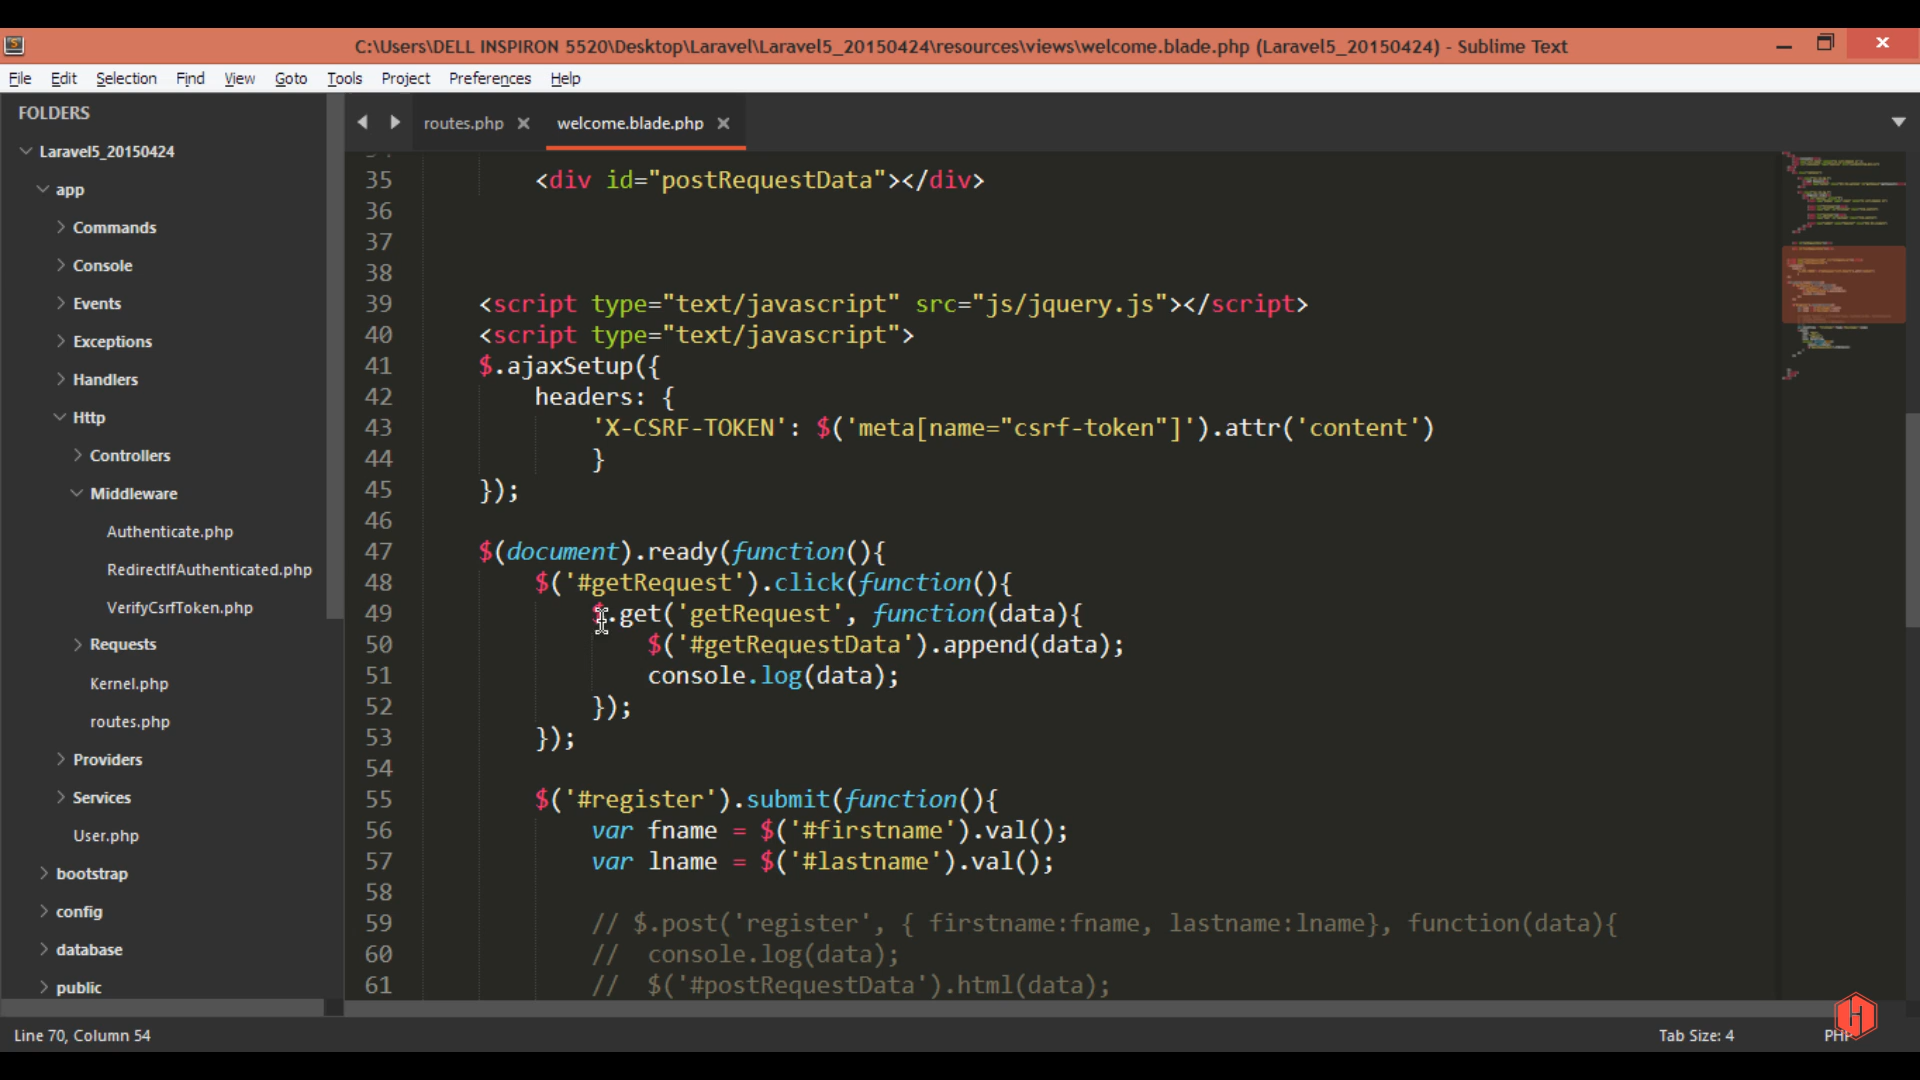 C:\Users\DELL INSPIRON 5520\Desktop\Laravel\Laravel5_20150424\resources\views\welcome.blade.php (Laravel5_20150424) - Sublime Text
File Edit Selection Find View Goto Tools Project Preferences Help
FOLDERS
Laravel5_20150424
app
Commands
Console
Events
Exceptions
Handlers
Http
Controllers
Middleware
Authenticate.php
RedirectIfAuthenticated.php
VerifyCsrfToken.php
Requests
Kernel.php
routes.php
Providers
Services
User.php
bootstrap
config
database
public
routes.php welcome.blade.php
35 <div id="postRequestData"></div>
36
37
38
39 <script type="text/javascript" src="js/jquery.js"></script>
40 <script type="text/javascript">
41 $.ajaxSetup({
42 headers: {
43 'X-CSRF-TOKEN': $('meta[name="csrf-token"]').attr('content')
44 }
45 });
46
47 $(document).ready(function(){
48 $('#getRequest').click(function(){
49 $.get('getRequest', function(data){
50 $('#getRequestData').append(data);
51 console.log(data);
52 });
53 });
54
55 $('#register').submit(function(){
56 var fname = $('#firstname').val();
57 var lname = $('#lastname').val();
58
59 // $.post('register', { firstname:fname, lastname:lname}, function(data){
60 // console.log(data);
61 // $('#postRequestData').html(data);
Line 70, Column 54
Tab Size: 4
PHP